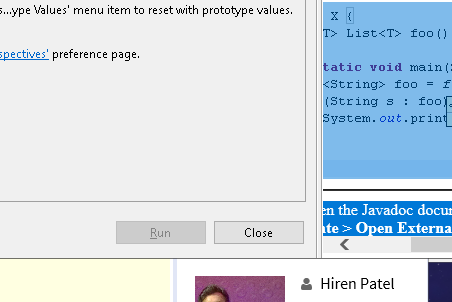 s...ype Values' menu item to reset with prototype values.
spectives' preference page.
Run
Close
X {
T> List<T> foo()
tatic void main(
<String> foo =
(String s : foo)
System.out.print
en the Javadoc docu
ate > Open Externa
Hiren Patel